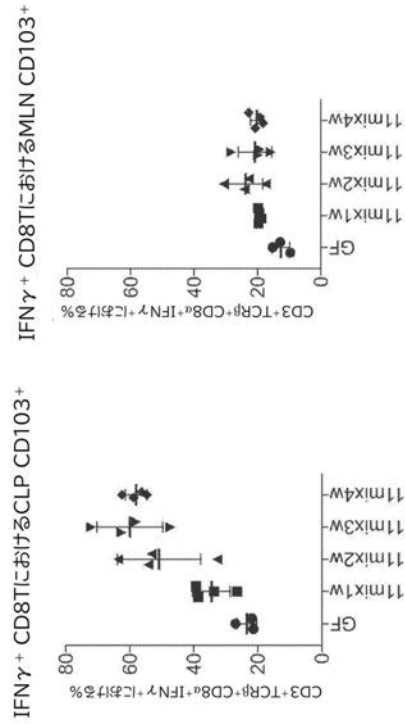 IFNγ⁺ CD8TにおけるCLP CD103⁺
CD3⁺TCRβ⁺CD8α⁺IFNγ⁺における%
80
60
40
20
0
GF
11mix1w
11mix2w
11mix3w
11mix4w
IFNγ⁺ CD8TにおけるMLN CD103⁺
CD3⁺TCRβ⁺CD8α⁺IFNγ⁺における%
80
60
40
20
0
GF
11mix1w
11mix2w
11mix3w
11mix4w